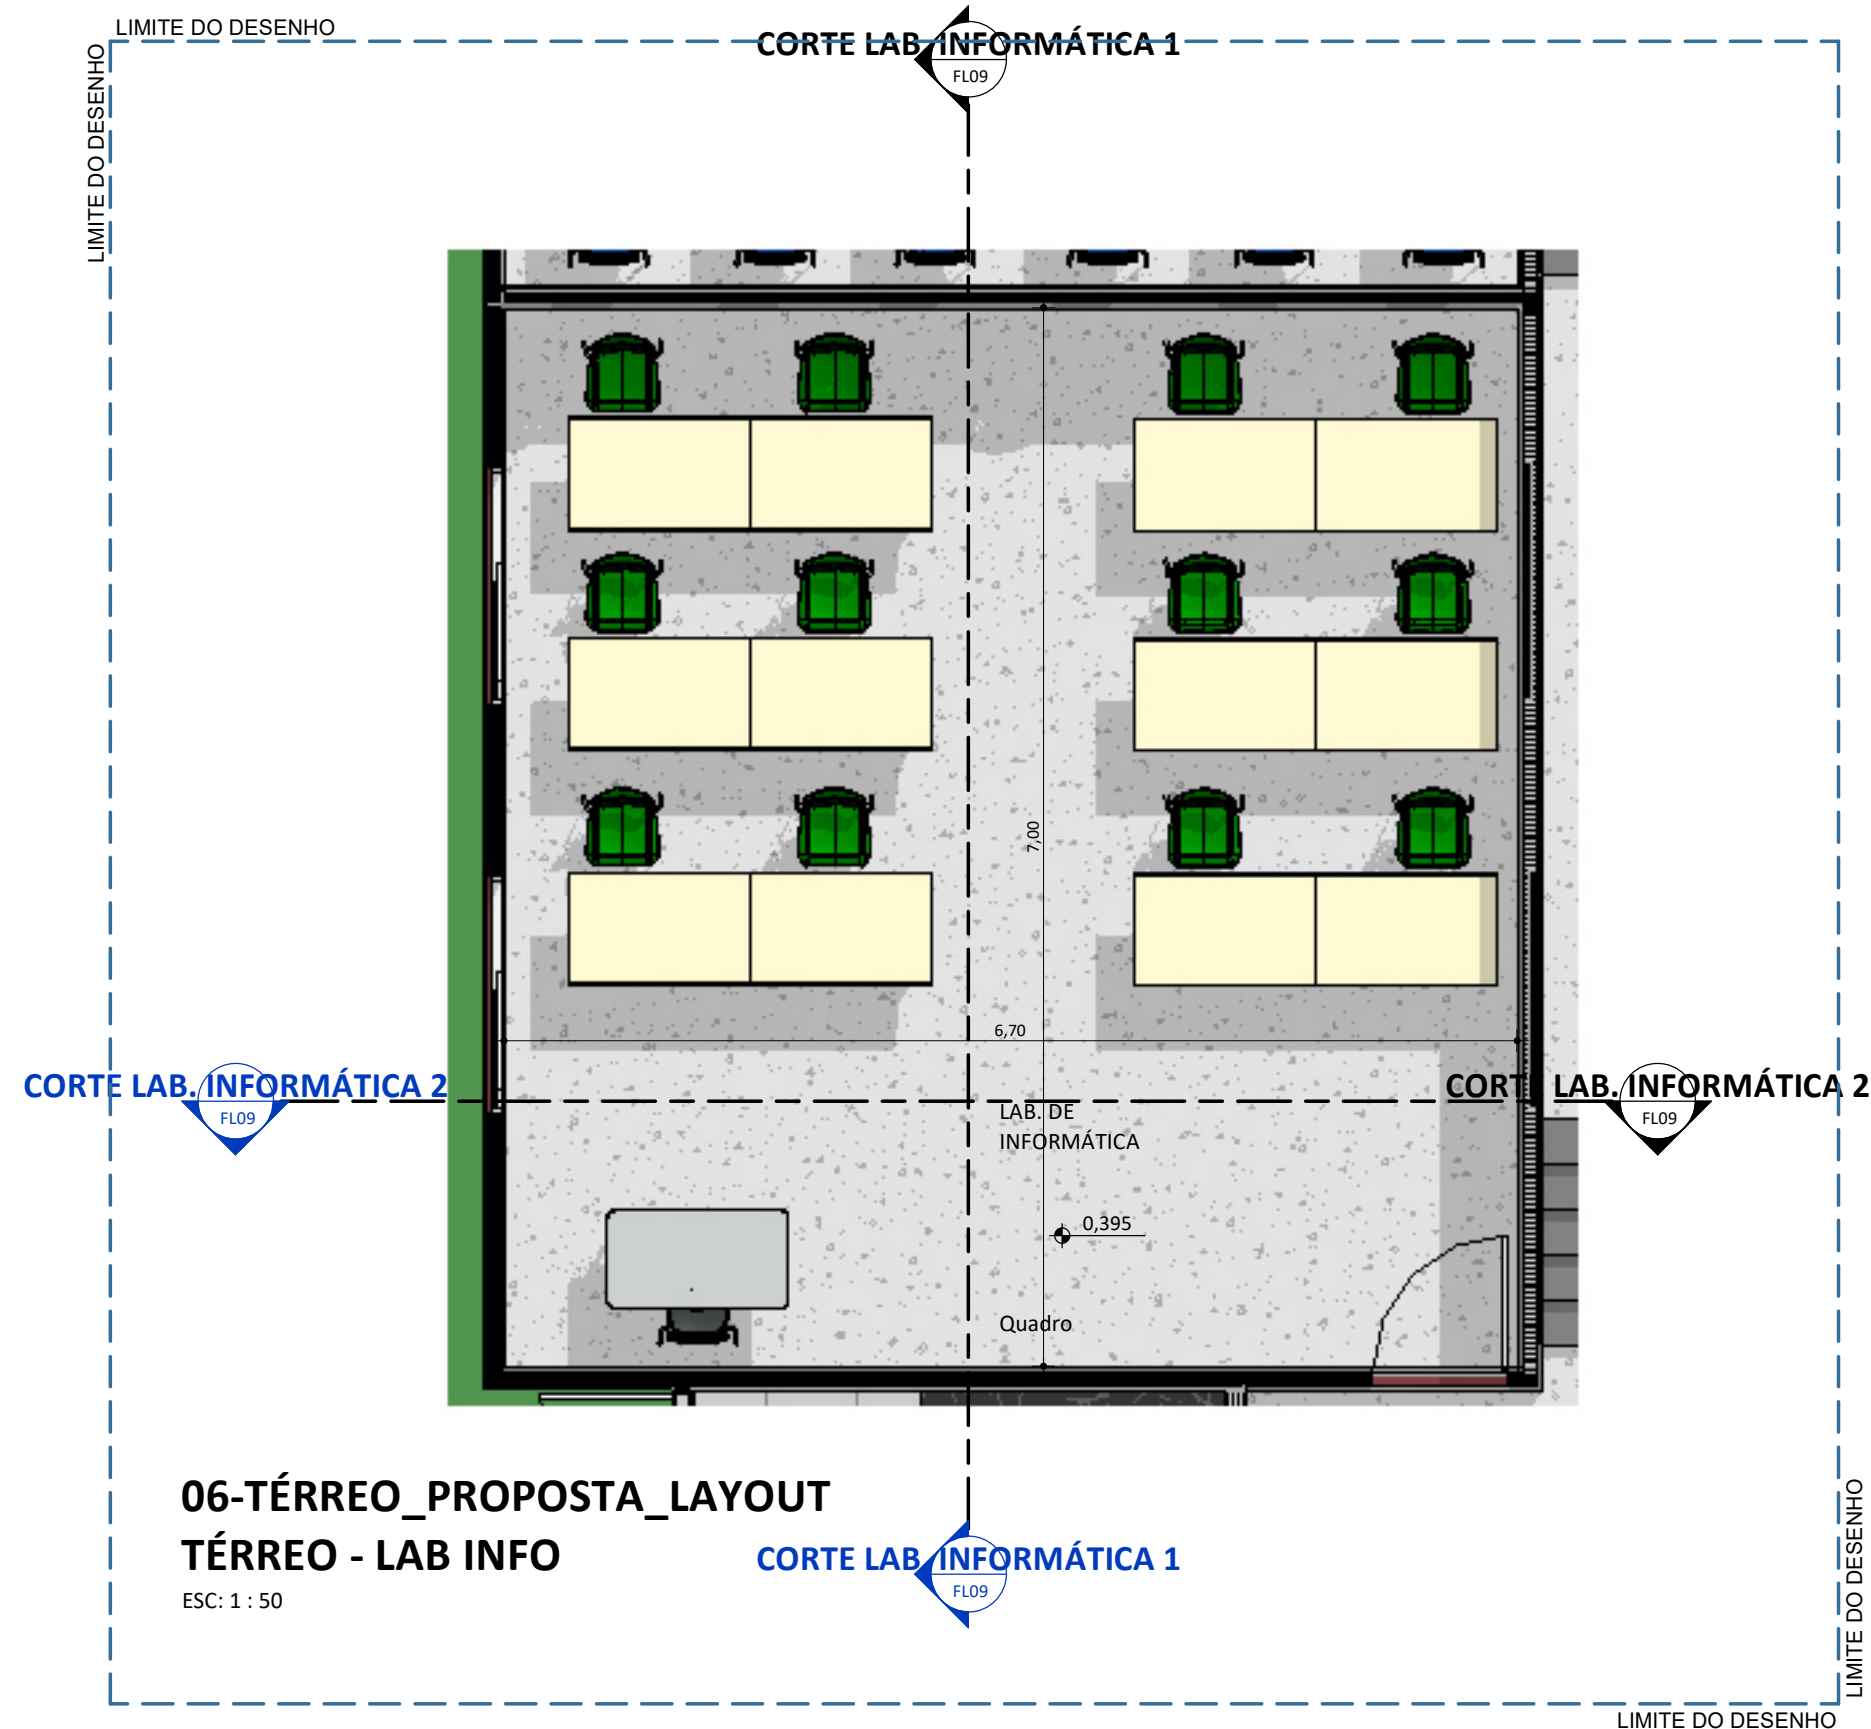 LIMITE DO DESENHO
LIMITE DO DESENHO
CORTE LAB. INFORMÁTICA 1
FL09
7,00
6,70
CORTE LAB. INFORMÁTICA 2
FL09
CORT LAB. INFORMÁTICA 2
FL09
LAB. DE
INFORMÁTICA
0,395
Quadro
06-TÉRREO_PROPOSTA_LAYOUT
TÉRREO - LAB INFO
ESC: 1 : 50
CORTE LAB. INFORMÁTICA 1
FL09
LIMITE DO DESENHO
LIMITE DO DESENHO